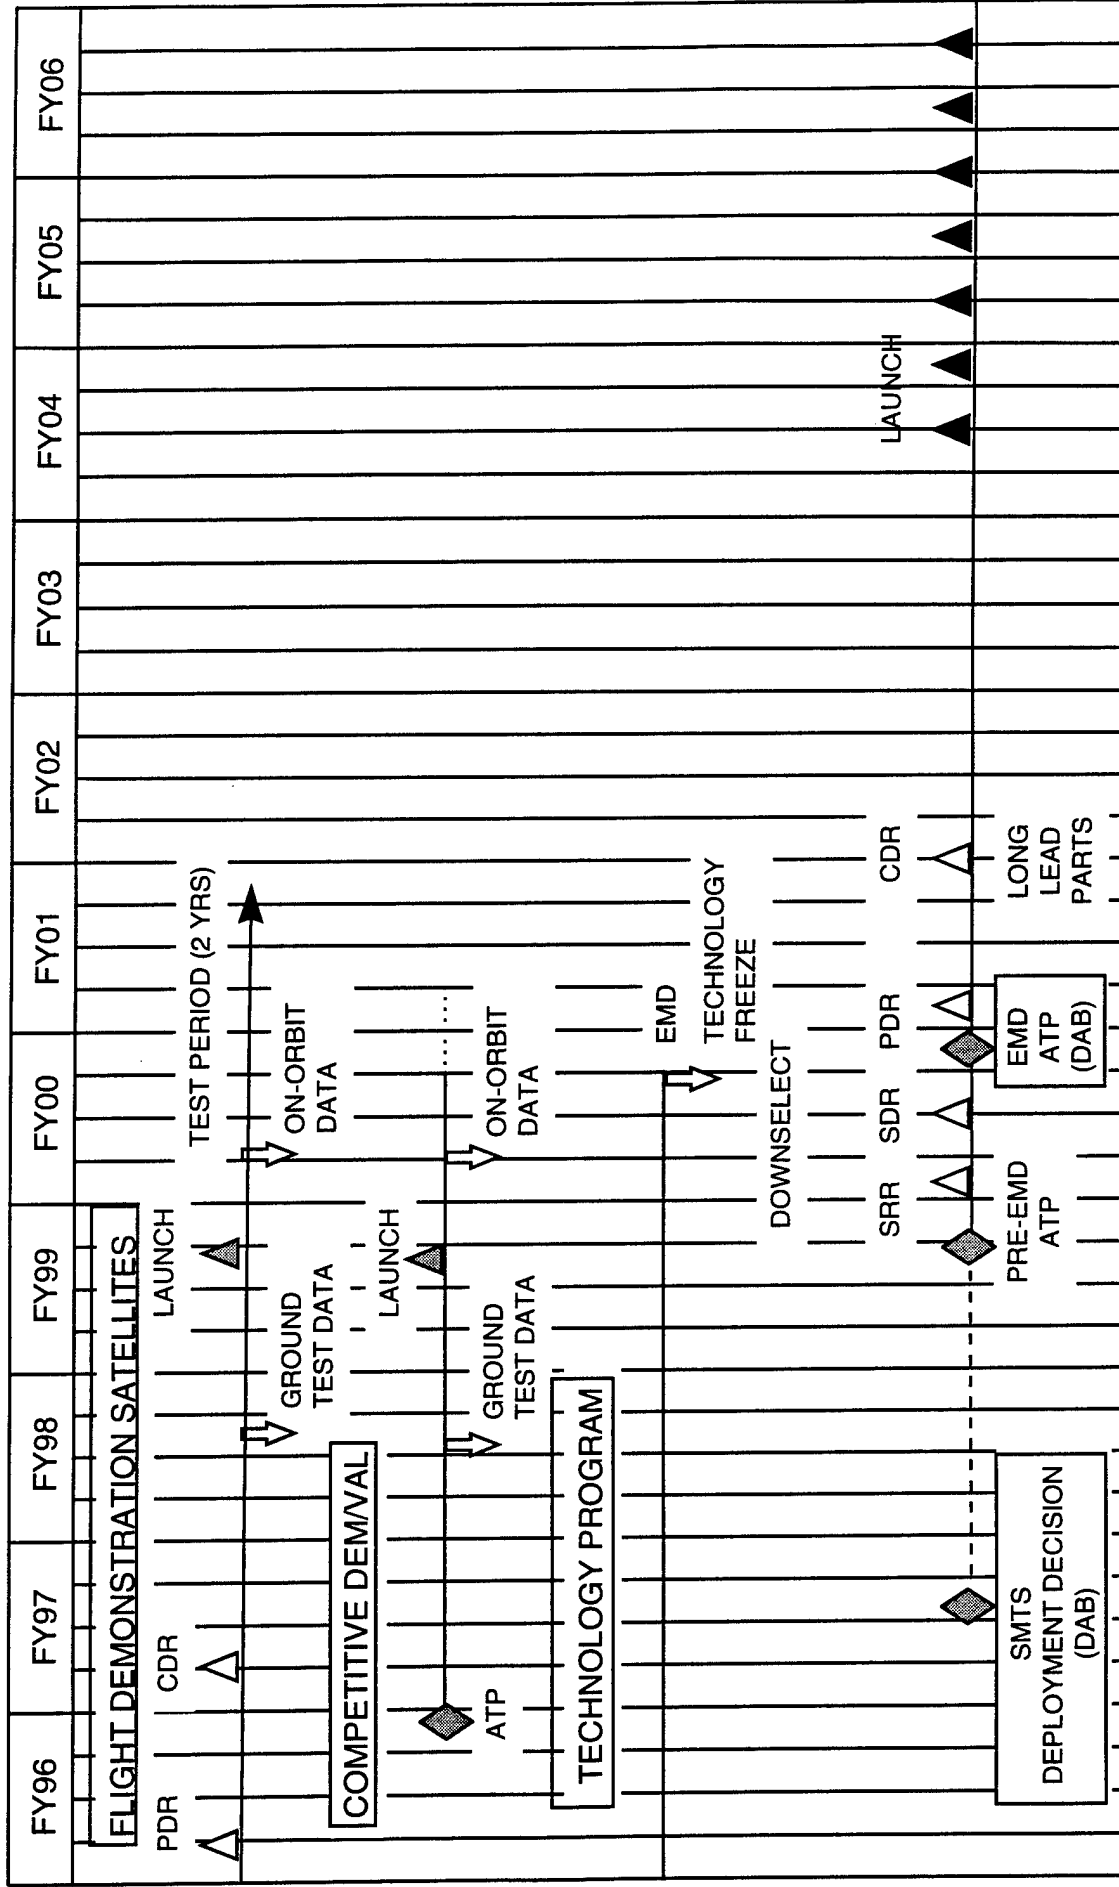 FY96 FY97 FY98 FY99 FY00 FY01 FY02 FY03 FY04 FY05 FY06
FLIGHT DEMONSTRATION SATELLITES
PDR CDR LAUNCH TEST PERIOD (2 YRS)
GROUND
TEST DATA
ON-ORBIT
DATA
COMPETITIVE DEM/VAL
LAUNCH
ATP
GROUND
TEST DATA
ON-ORBIT
DATA
TECHNOLOGY PROGRAM
EMD
TECHNOLOGY
FREEZE
DOWNSELECT
SRR SDR PDR CDR LAUNCH
SMTS
DEPLOYMENT DECISION
(DAB)
PRE-EMD
ATP
EMD
ATP
(DAB)
LONG
LEAD
PARTS